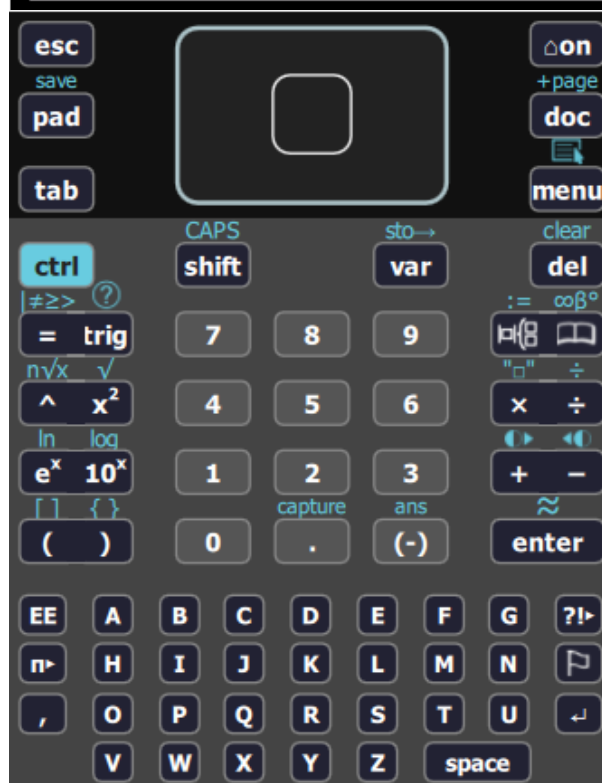 esc ⌂on
save +page
pad doc
tab menu
CAPS sto→ clear
ctrl shift var del
|≠≥> ? := ∞β°
= trig 7 8 9
n√x √ "□" ÷
^ x² 4 5 6 × ÷
ln log
eˣ 10ˣ 1 2 3 + −
[ ] { } capture ans ≈
( ) 0 . (-) enter
EE A B C D E F G ?!▸
π▸ H I J K L M N
, O P Q R S T U ↵
V W X Y Z space